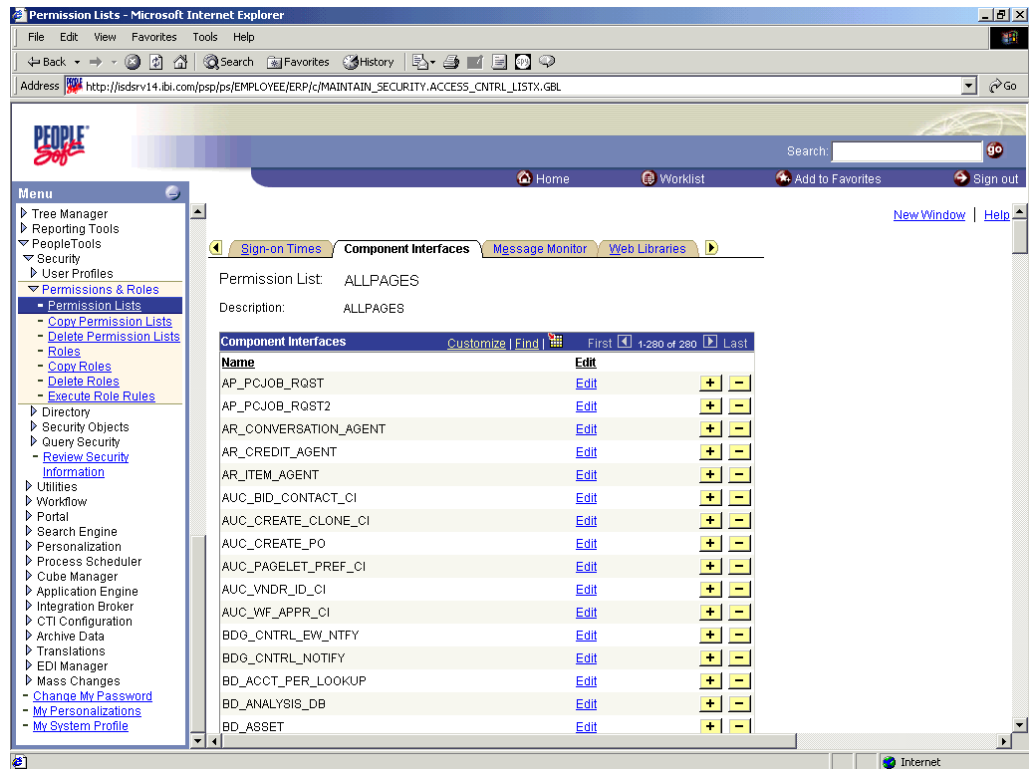 Permission Lists - Microsoft Internet Explorer
File Edit View Favorites Tools Help
Back Search Favorites History
Address http://isdsrv14.ibi.com/psp/ps/EMPLOYEE/ERP/c/MAINTAIN_SECURITY.ACCESS_CNTRL_LISTX.GBL Go
PEOPLE Soft
Search: go
Home Worklist Add to Favorites Sign out
Menu
Tree Manager
Reporting Tools
PeopleTools
Security
User Profiles
Permissions & Roles
Permission Lists
Copy Permission Lists
Delete Permission Lists
Roles
Copy Roles
Delete Roles
Execute Role Rules
Directory
Security Objects
Query Security
Review Security
Information
Utilities
Workflow
Portal
Search Engine
Personalization
Process Scheduler
Cube Manager
Application Engine
Integration Broker
CTI Configuration
Archive Data
Translations
EDI Manager
Mass Changes
Change My Password
My Personalizations
My System Profile
New Window | Help
Sign-on Times Component Interfaces Message Monitor Web Libraries
Permission List: ALLPAGES
Description: ALLPAGES
Component Interfaces Customize | Find | First 1-280 of 280 Last
Name Edit
AP_PCJOB_RQST Edit + -
AP_PCJOB_RQST2 Edit + -
AR_CONVERSATION_AGENT Edit + -
AR_CREDIT_AGENT Edit + -
AR_ITEM_AGENT Edit + -
AUC_BID_CONTACT_CI Edit + -
AUC_CREATE_CLONE_CI Edit + -
AUC_CREATE_PO Edit + -
AUC_PAGELET_PREF_CI Edit + -
AUC_VNDR_ID_CI Edit + -
AUC_WF_APPR_CI Edit + -
BDG_CNTRL_EW_NTFY Edit + -
BDG_CNTRL_NOTIFY Edit + -
BD_ACCT_PER_LOOKUP Edit + -
BD_ANALYSIS_DB Edit + -
BD_ASSET Edit + -
Internet